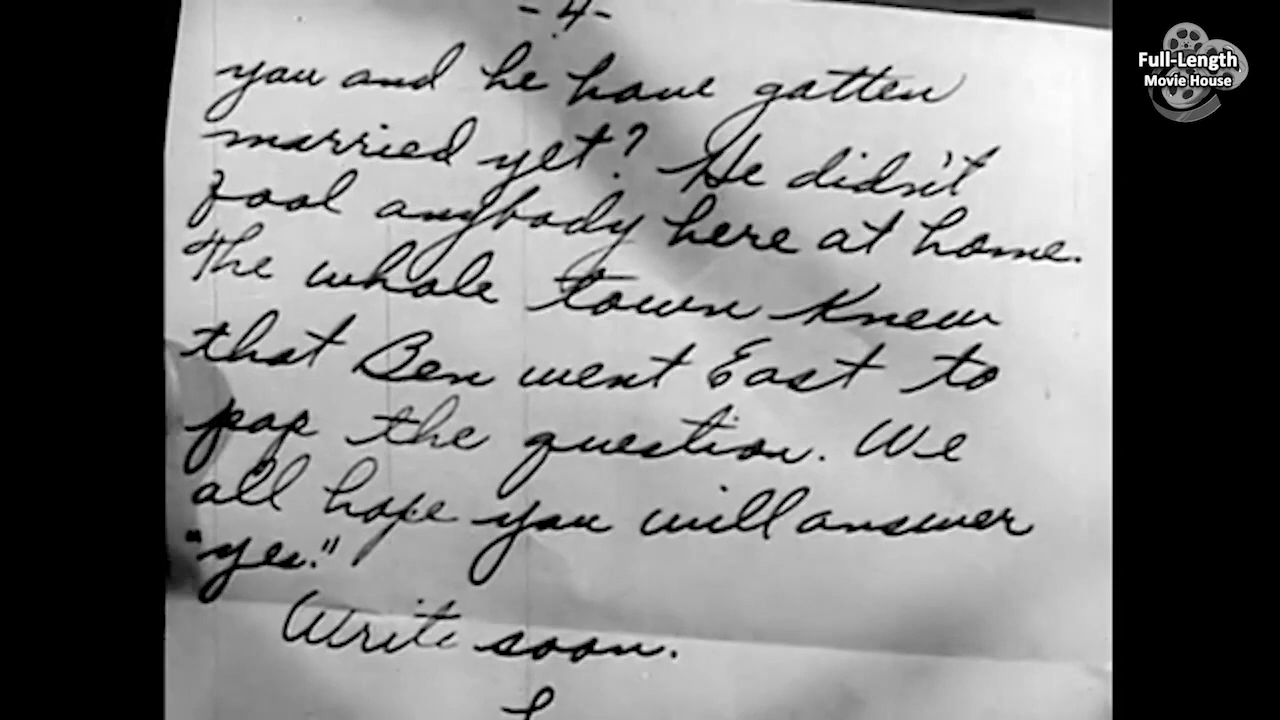 -4-
you and he have gotten
married yet? He didn't
fool anybody here at home.
The whole town knew
that Ben went East to
pop the question. We
all hope you will answer
"yes."
Write soon.
Full-Length
Movie House